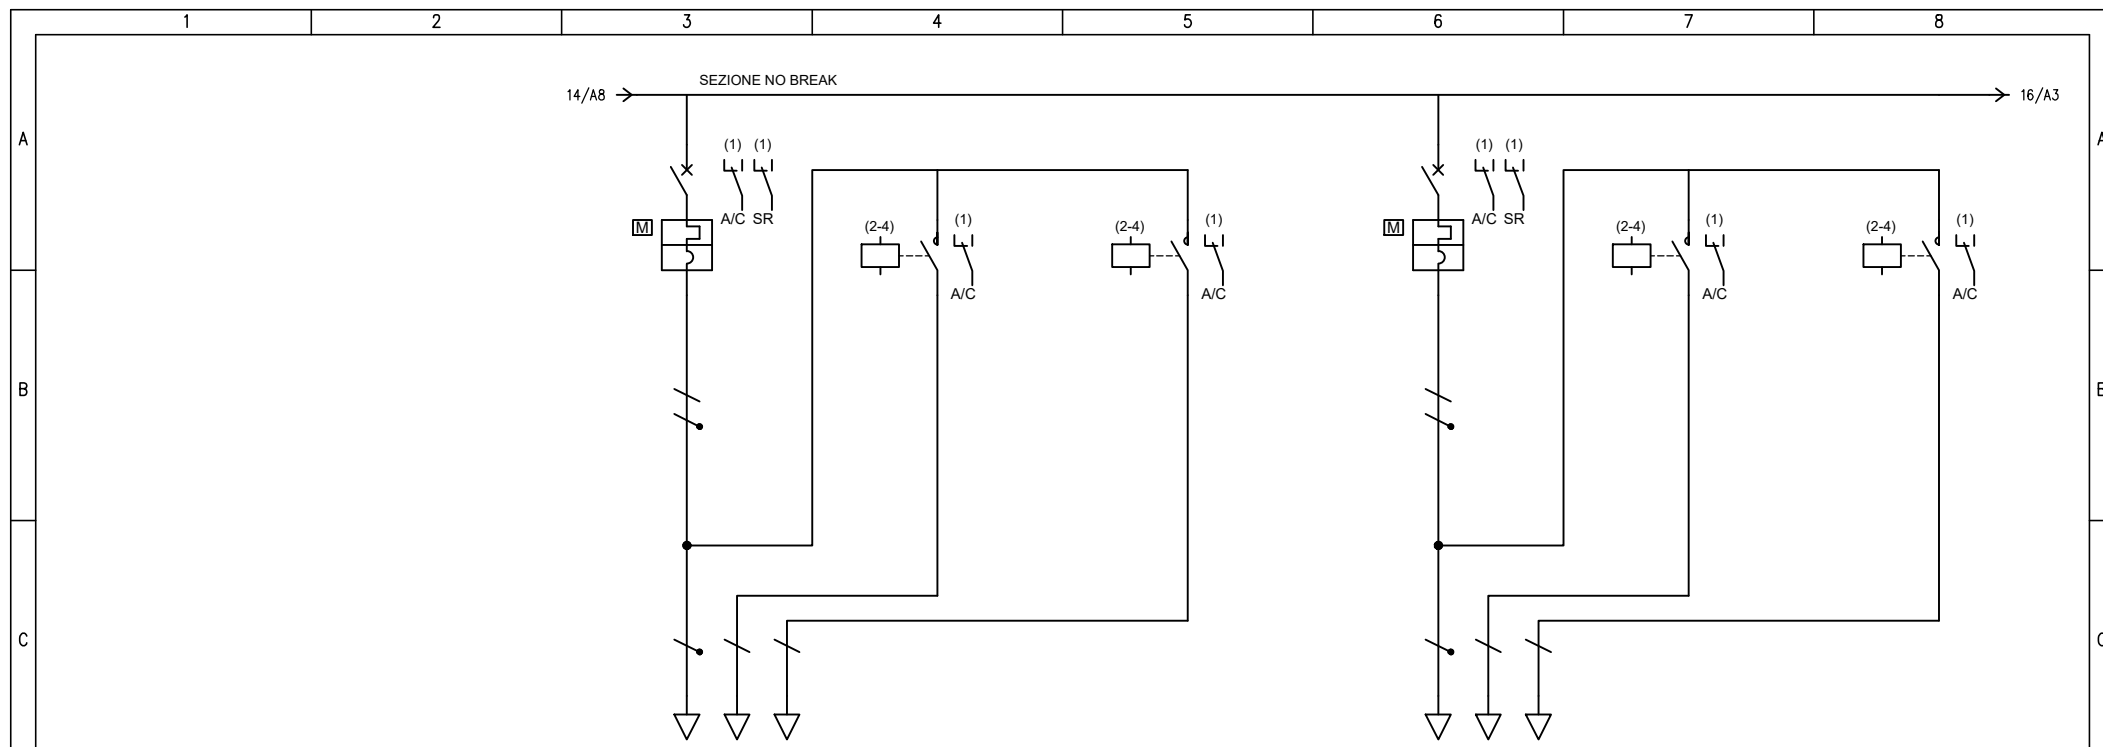 1 2 3 4 5 6 7 8
SEZIONE NO BREAK
14/A8 16/A3
A A
(1) (1) (1) (1)
A/C SR A/C SR
M (2-4) (1) (2-4) (1) M (2-4) (1) (2-4) (1)
A/C A/C A/C A/C
B B
C C